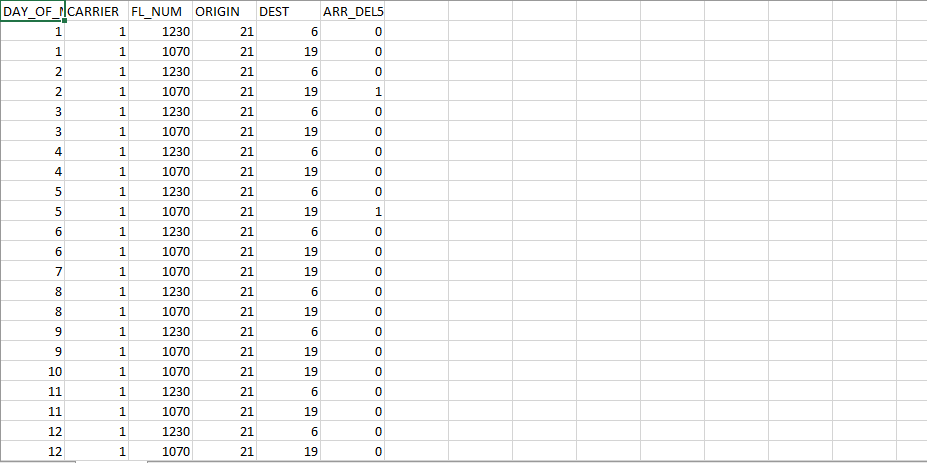 DAY_OF_M CARRIER FL_NUM ORIGIN DEST ARR_DEL5
1 1 1230 21 6 0
1 1 1070 21 19 0
2 1 1230 21 6 0
2 1 1070 21 19 1
3 1 1230 21 6 0
3 1 1070 21 19 0
4 1 1230 21 6 0
4 1 1070 21 19 0
5 1 1230 21 6 0
5 1 1070 21 19 1
6 1 1230 21 6 0
6 1 1070 21 19 0
7 1 1070 21 19 0
8 1 1230 21 6 0
8 1 1070 21 19 0
9 1 1230 21 6 0
9 1 1070 21 19 0
10 1 1070 21 19 0
11 1 1230 21 6 0
11 1 1070 21 19 0
12 1 1230 21 6 0
12 1 1070 21 19 0